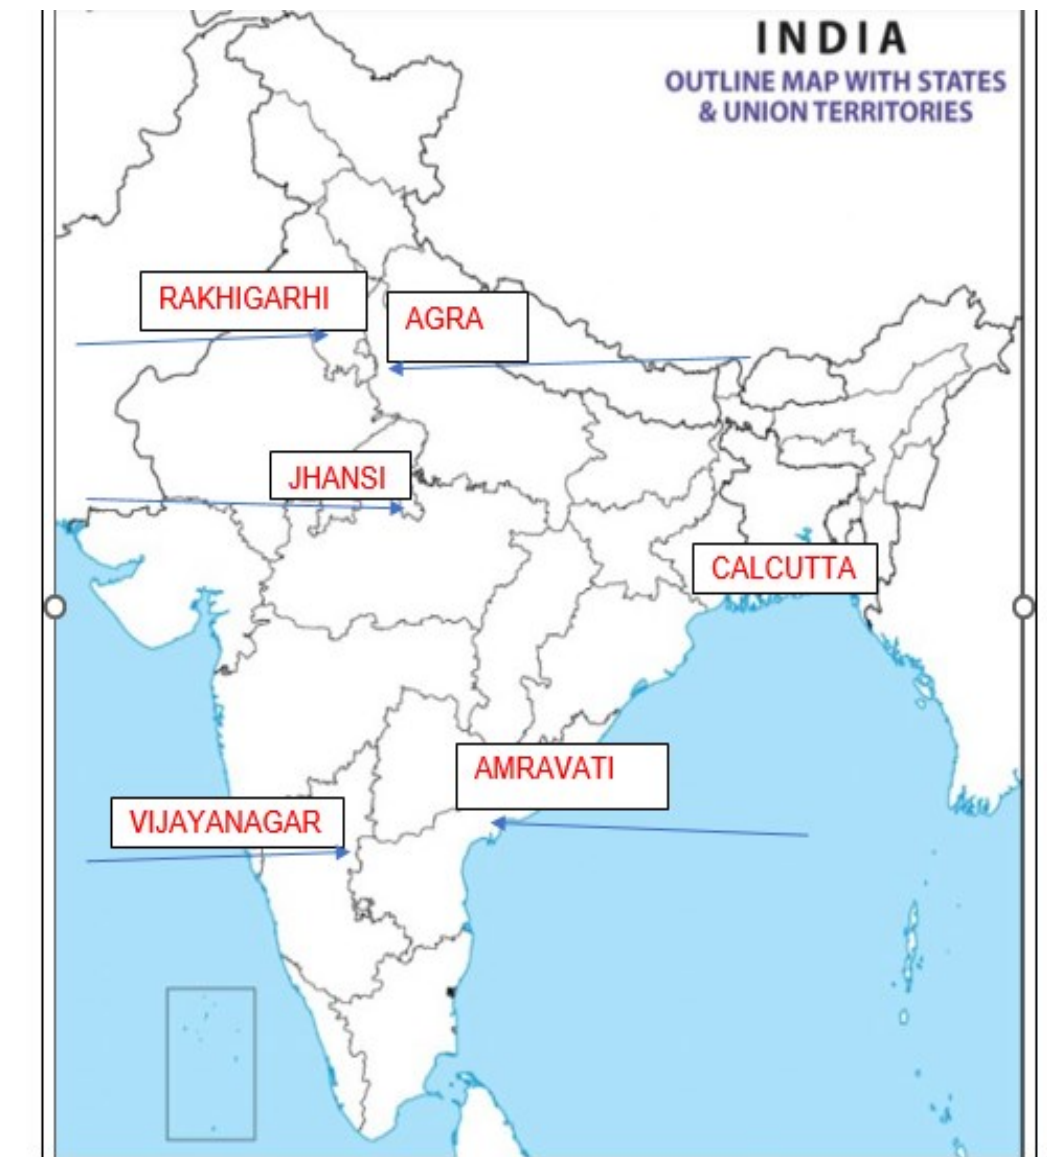 INDIA
OUTLINE MAP WITH STATES
& UNION TERRITORIES
RAKHIGARHI
AGRA
JHANSI
CALCUTTA
AMRAVATI
VIJAYANAGAR